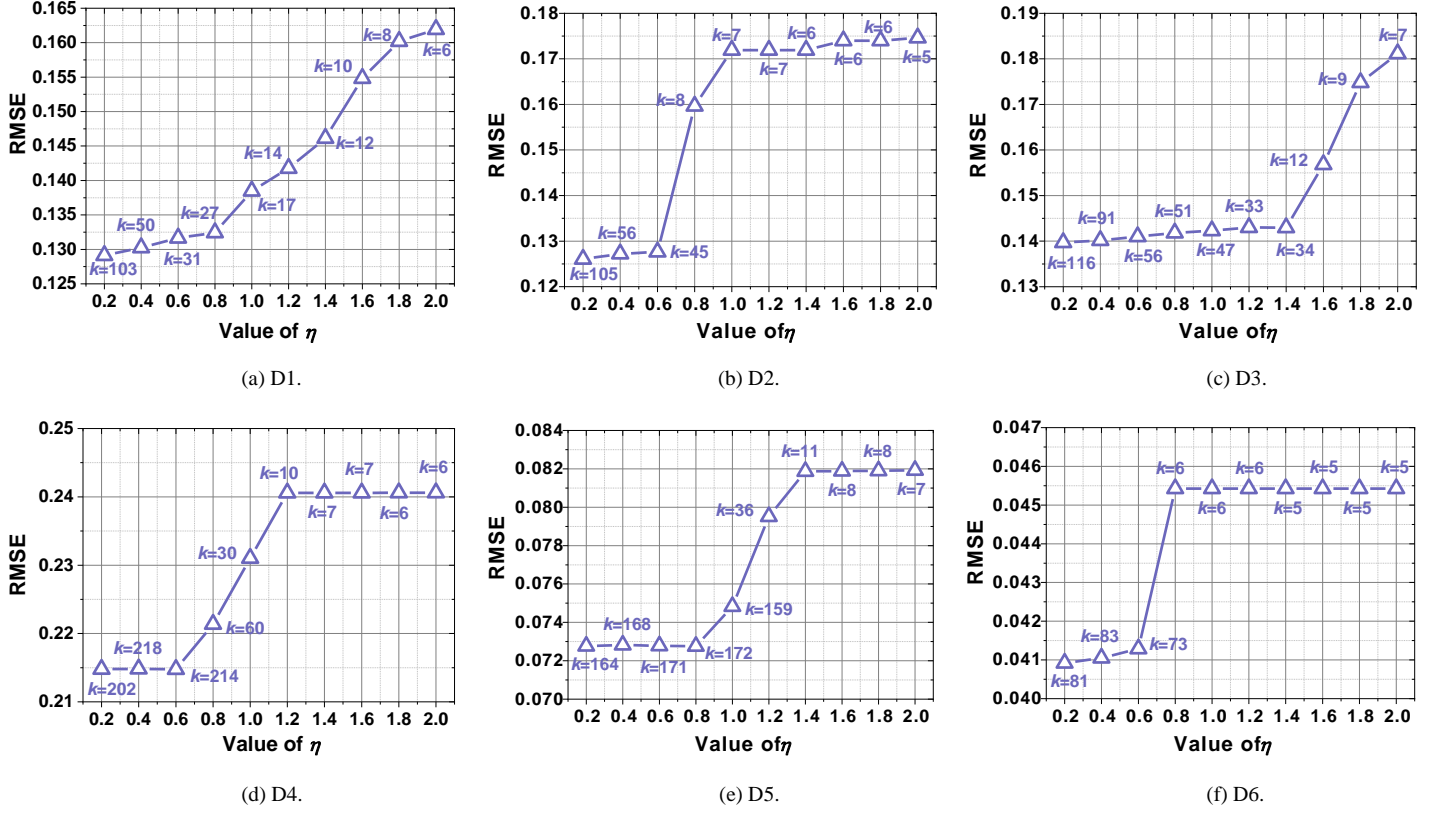 0.165
0.160
0.155
0.150
0.145
0.140
0.135
0.130
0.125
RMSE
k=103
k=50
k=31
k=27
k=17
k=14
k=12
k=10
k=8
k=6
0.2 0.4 0.6 0.8 1.0 1.2 1.4 1.6 1.8 2.0
Value of η
(a) D1.
0.18
0.17
0.16
0.15
0.14
0.13
0.12
RMSE
k=105
k=56
k=45
k=8
k=7
k=7
k=6
k=6
k=6
k=5
0.2 0.4 0.6 0.8 1.0 1.2 1.4 1.6 1.8 2.0
Value ofη
(b) D2.
0.19
0.18
0.17
0.16
0.15
0.14
0.13
RMSE
k=116
k=91
k=56
k=51
k=47
k=33
k=34
k=12
k=9
k=7
0.2 0.4 0.6 0.8 1.0 1.2 1.4 1.6 1.8 2.0
Value ofη
(c) D3.
0.25
0.24
0.23
0.22
0.21
RMSE
k=202
k=218
k=214
k=60
k=30
k=10
k=7
k=7
k=6
k=6
0.2 0.4 0.6 0.8 1.0 1.2 1.4 1.6 1.8 2.0
Value of η
(d) D4.
0.084
0.082
0.080
0.078
0.076
0.074
0.072
0.070
RMSE
k=164
k=168
k=171
k=172
k=159
k=36
k=11
k=8
k=8
k=7
0.2 0.4 0.6 0.8 1.0 1.2 1.4 1.6 1.8 2.0
Value ofη
(e) D5.
0.047
0.046
0.045
0.044
0.043
0.042
0.041
0.040
RMSE
k=81
k=83
k=73
k=6
k=6
k=6
k=5
k=5
k=5
k=5
0.2 0.4 0.6 0.8 1.0 1.2 1.4 1.6 1.8 2.0
Value ofη
(f) D6.